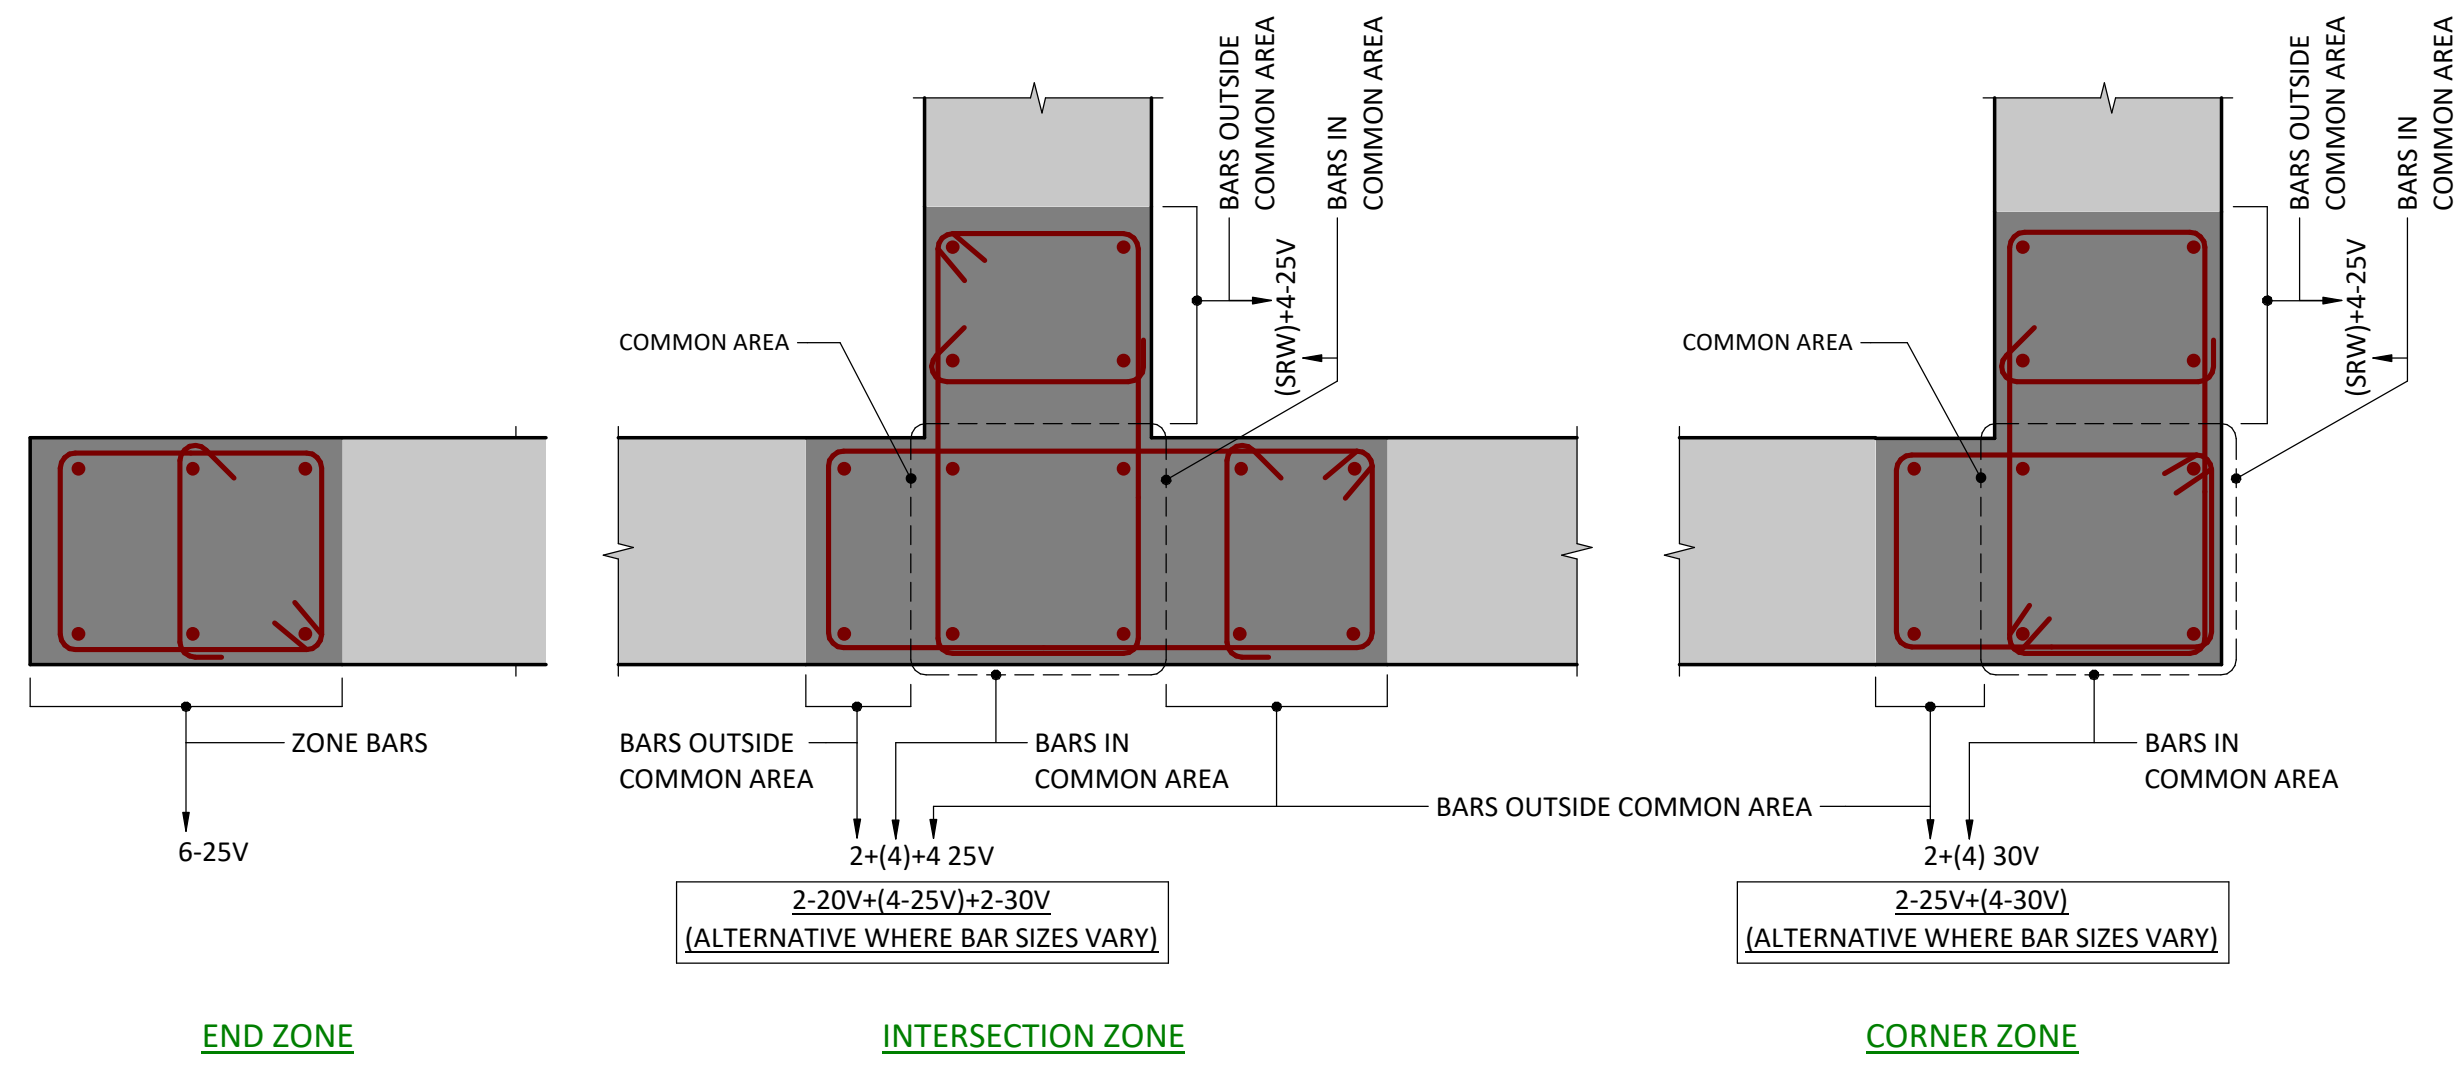 ZONE BARS
6-25V
END ZONE
BARS OUTSIDE
COMMON AREA
BARS IN
COMMON AREA
(SRW)+4-25V
COMMON AREA
BARS OUTSIDE
COMMON AREA
BARS IN
COMMON AREA
2+(4)+4 25V
2-20V+(4-25V)+2-30V
(ALTERNATIVE WHERE BAR SIZES VARY)
INTERSECTION ZONE
BARS OUTSIDE COMMON AREA
BARS OUTSIDE
COMMON AREA
BARS IN
COMMON AREA
(SRW)+4-25V
COMMON AREA
BARS IN
COMMON AREA
2+(4) 30V
2-25V+(4-30V)
(ALTERNATIVE WHERE BAR SIZES VARY)
CORNER ZONE